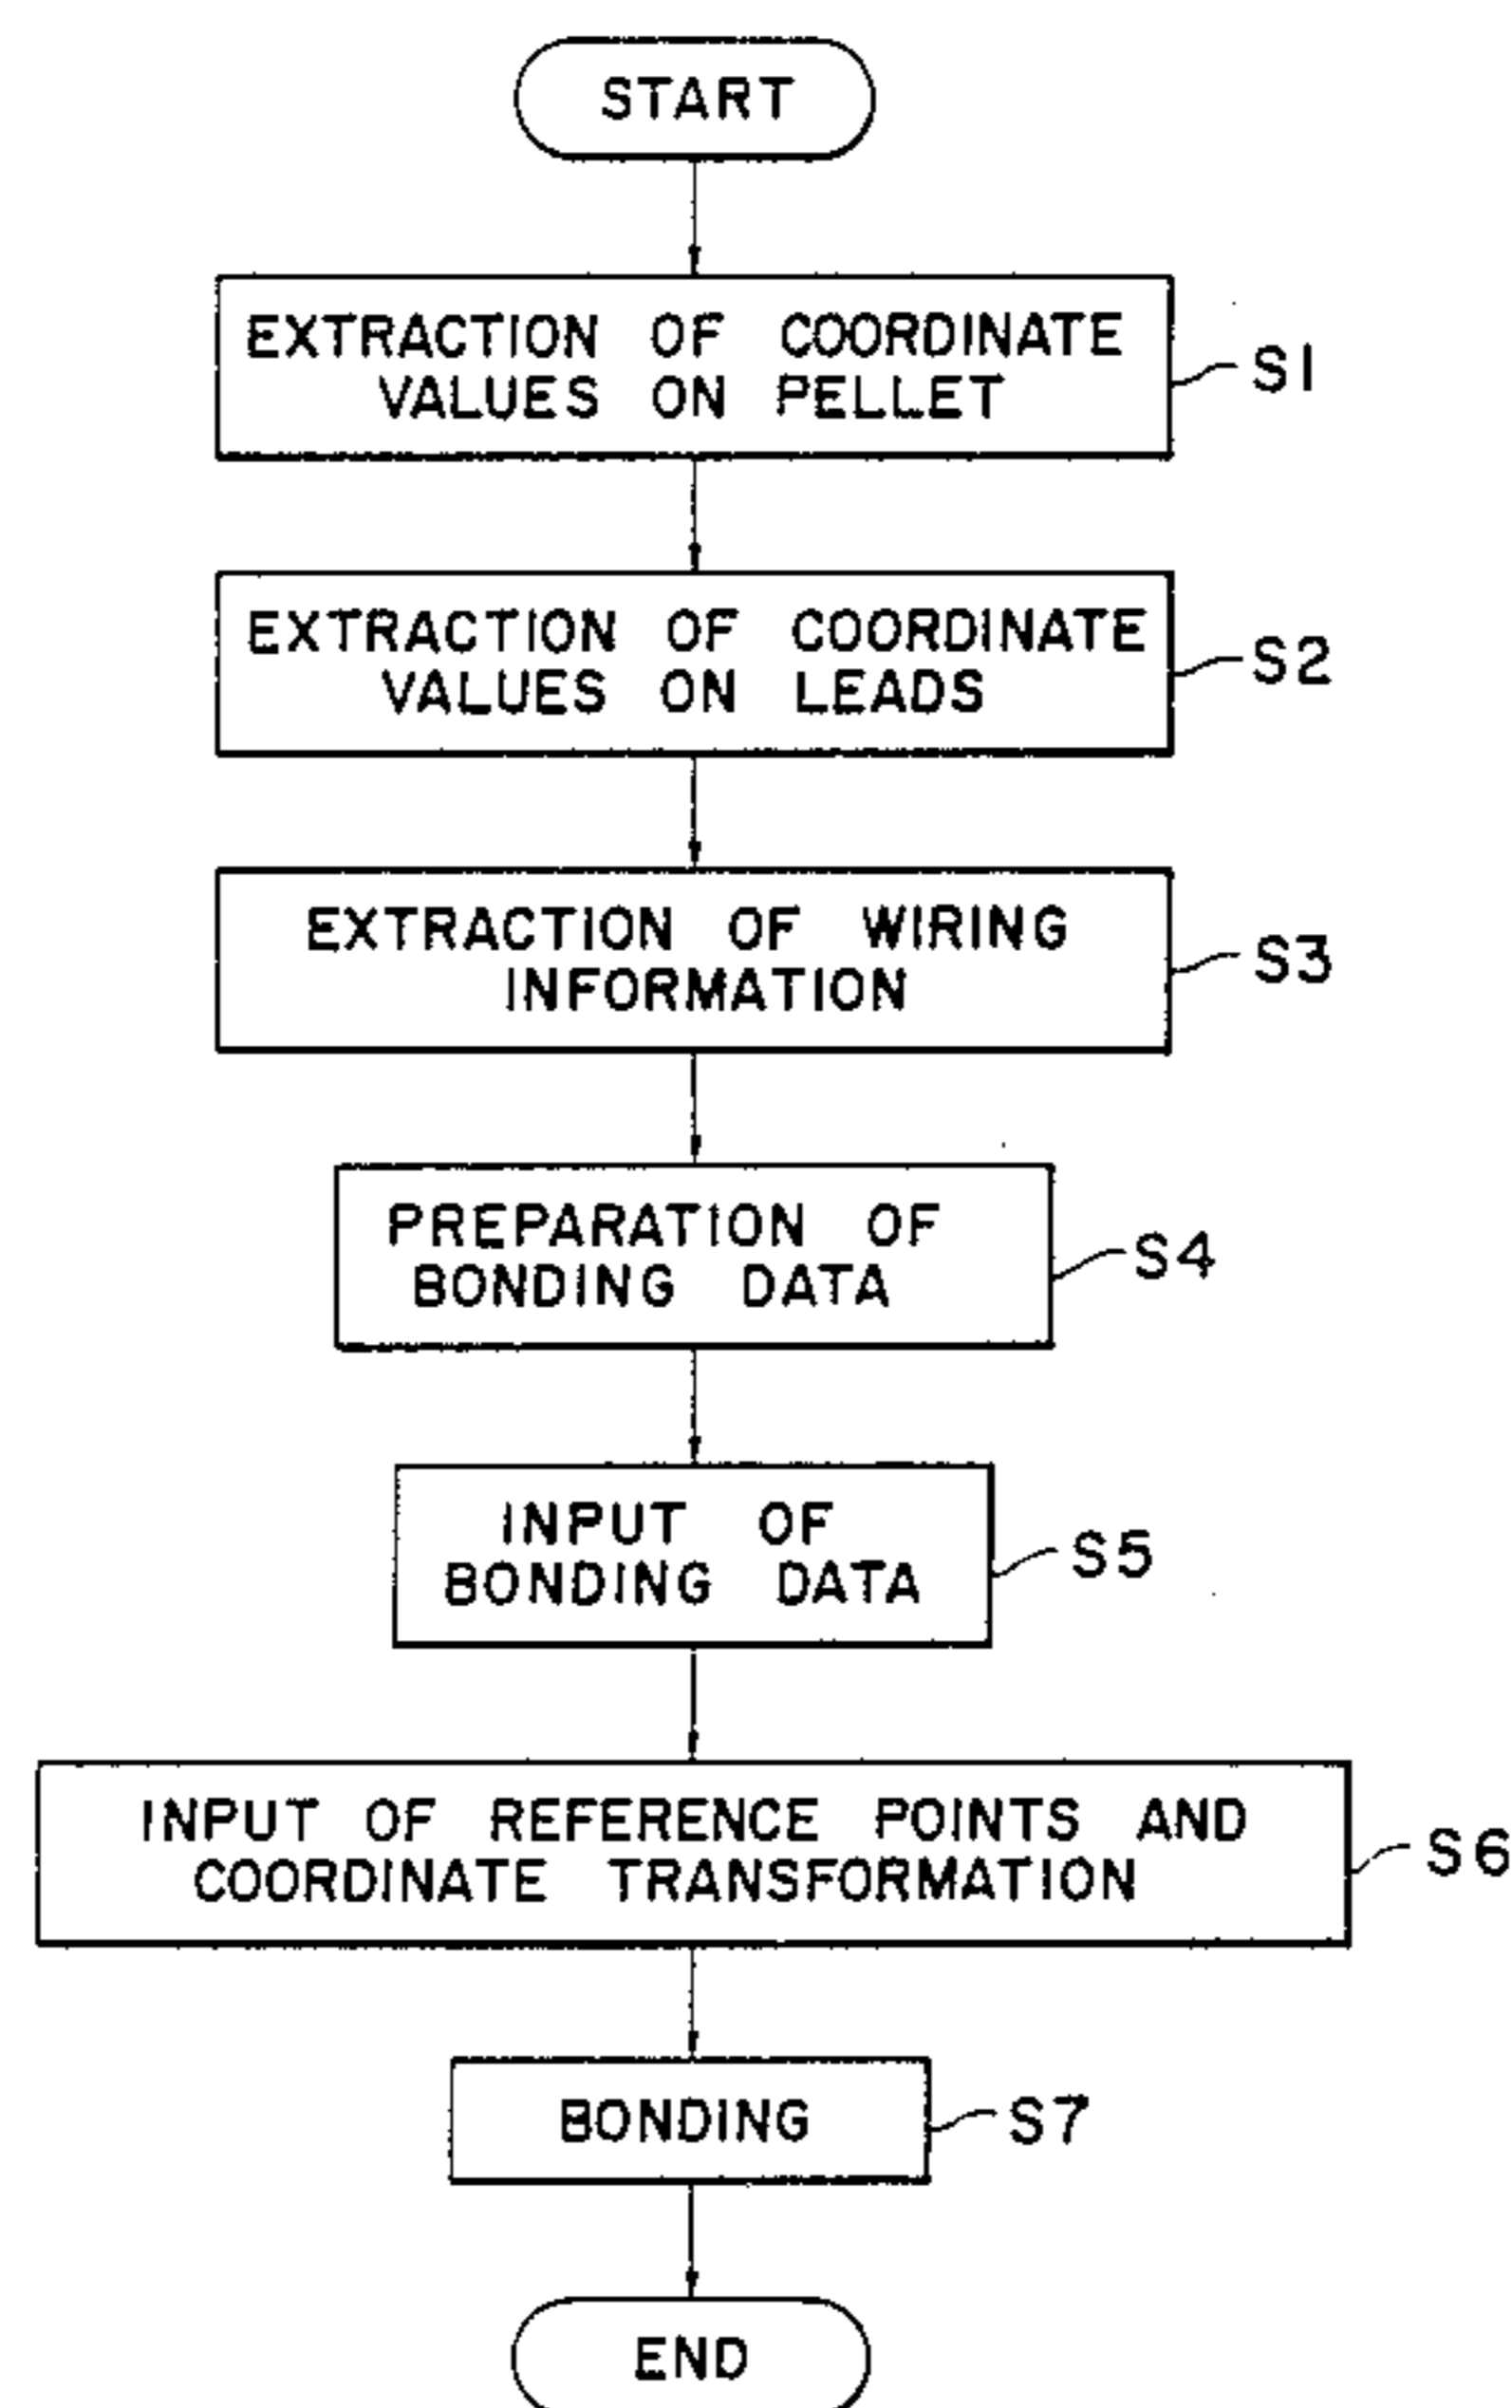 START
EXTRACTION OF COORDINATE
VALUES ON PELLET
S1
EXTRACTION OF COORDINATE
VALUES ON LEADS
S2
EXTRACTION OF WIRING
INFORMATION
S3
PREPARATION OF
BONDING DATA
S4
INPUT OF
BONDING DATA
S5
INPUT OF REFERENCE POINTS AND
COORDINATE TRANSFORMATION
S6
BONDING
S7
END